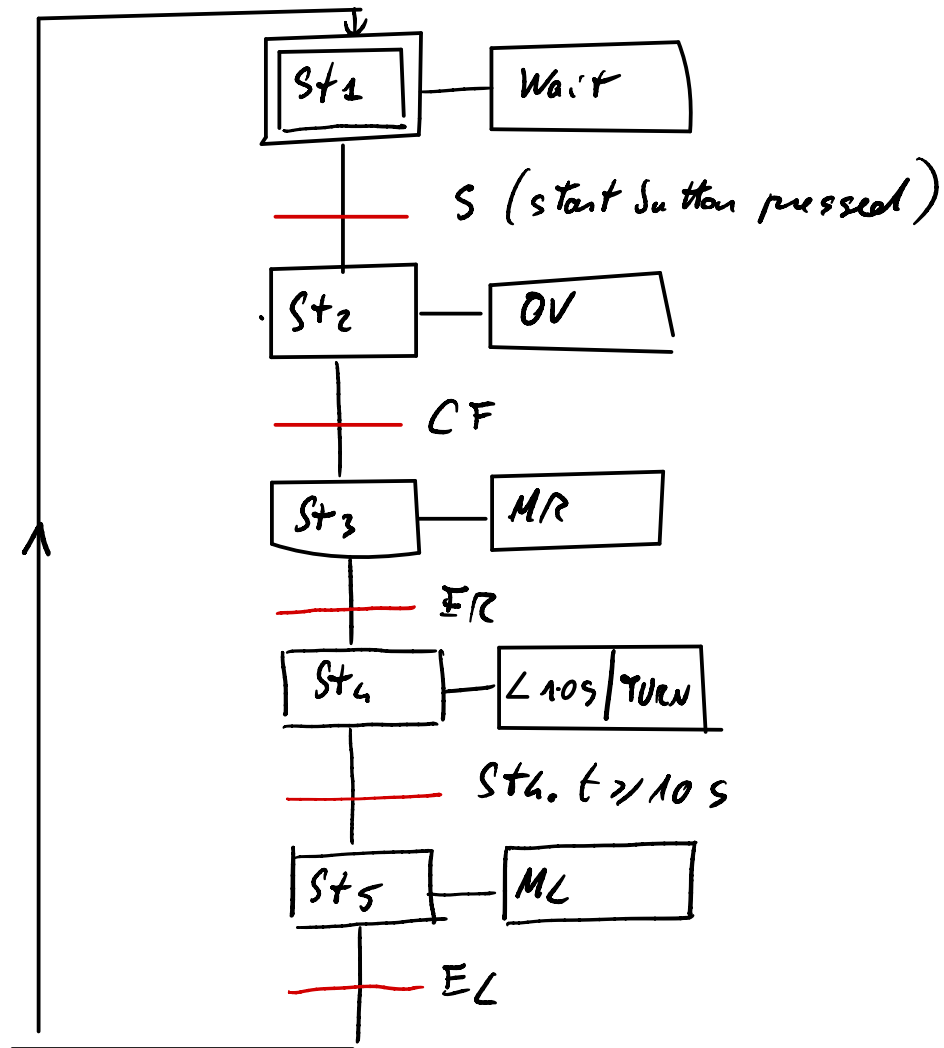 St1 Wait
S (start button pressed)
St2 OV
CF
St3 MR
ER
St4 L 10s TURN
St4. t ≥ 10 s
St5 ML
EL